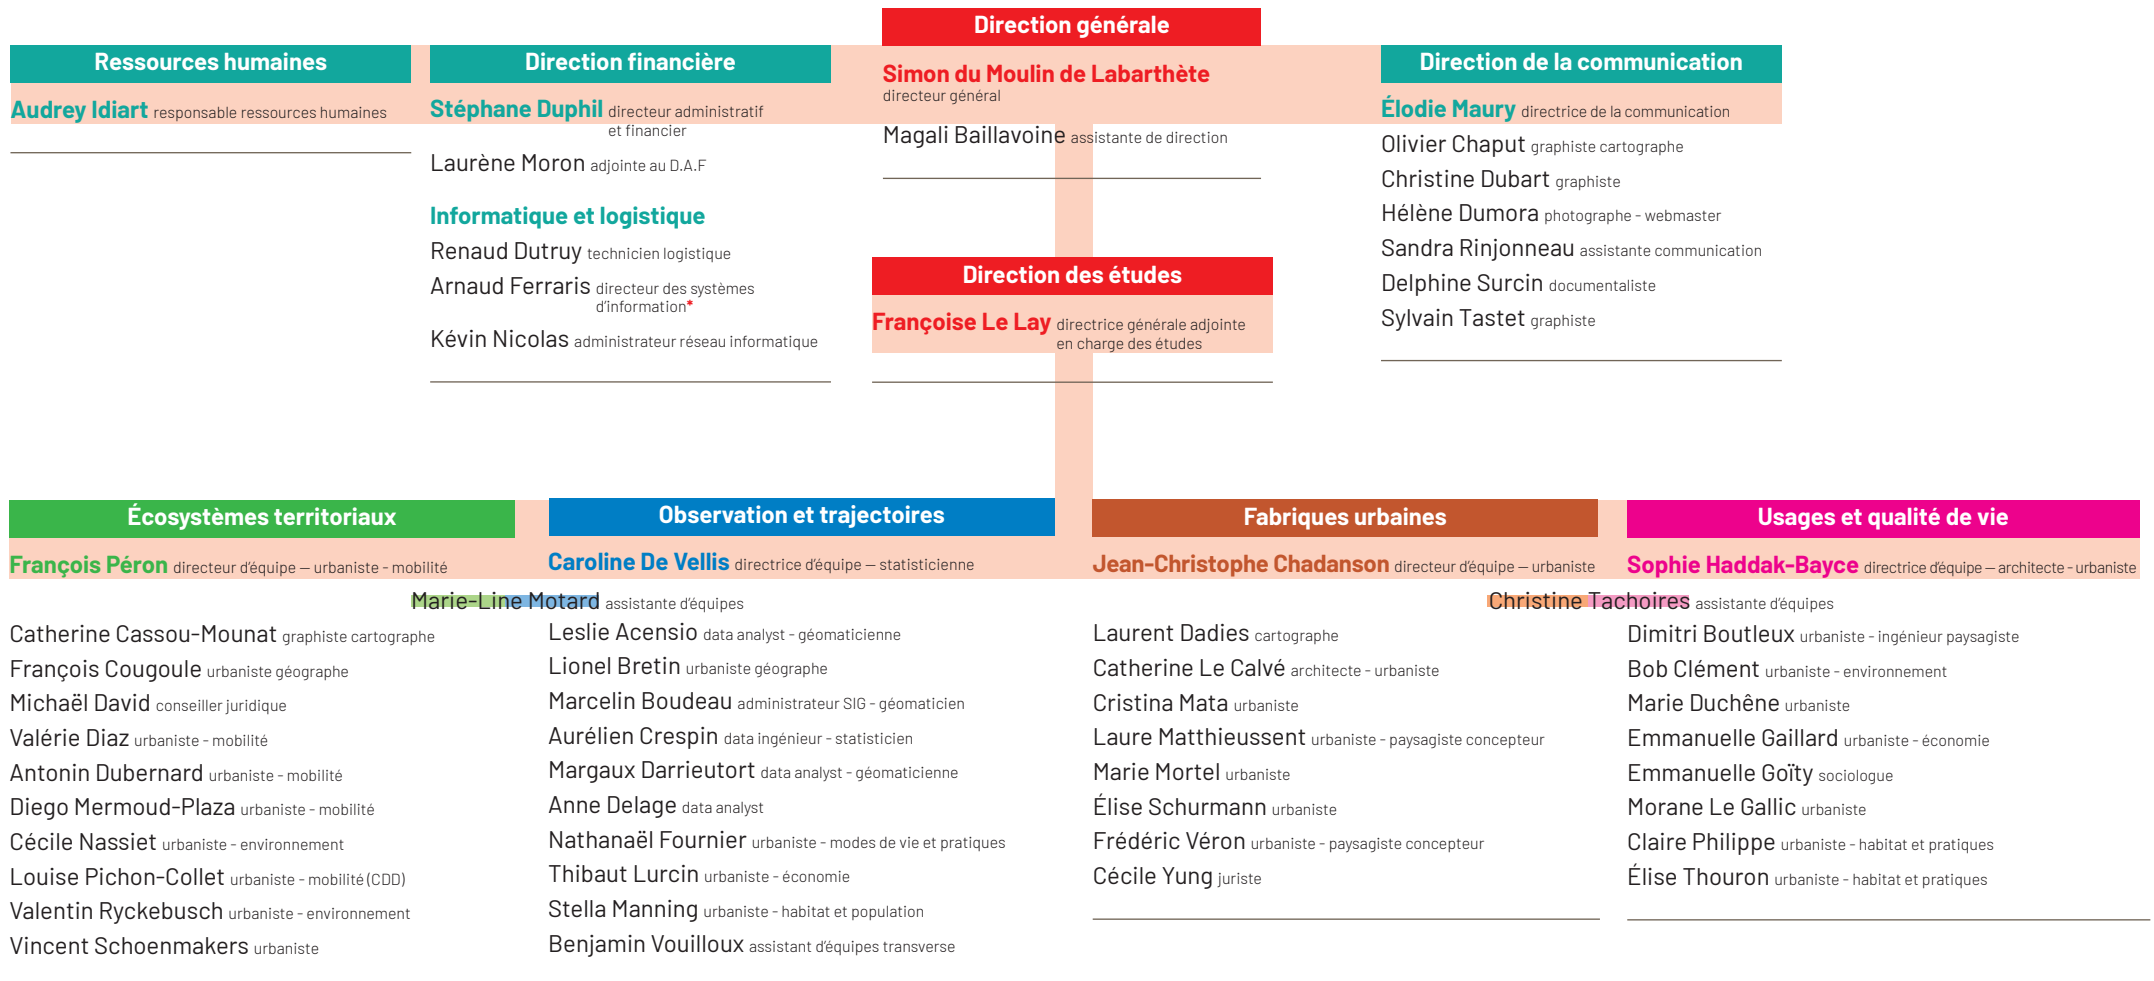 Direction générale
Simon du Moulin de Labarthète
directeur général
Magali Baillavoine assistante de direction
Ressources humaines
Audrey Idiart responsable ressources humaines
Direction financière
Stéphane Duphil directeur administratif
et financier
Laurène Moron adjointe au D.A.F
Informatique et logistique
Renaud Dutruy technicien logistique
Arnaud Ferraris directeur des systèmes
d'information*
Kévin Nicolas administrateur réseau informatique
Direction de la communication
Élodie Maury directrice de la communication
Olivier Chaput graphiste cartographe
Christine Dubart graphiste
Hélène Dumora photographe - webmaster
Sandra Rinjonneau assistante communication
Delphine Surcin documentaliste
Sylvain Tastet graphiste
Direction des études
Françoise Le Lay directrice générale adjointe
en charge des études
Écosystèmes territoriaux
François Péron directeur d'équipe – urbaniste - mobilité
Marie-Line Motard assistante d'équipes
Catherine Cassou-Mounat graphiste cartographe
François Cougoule urbaniste géographe
Michaël David conseiller juridique
Valérie Diaz urbaniste - mobilité
Antonin Dubernard urbaniste - mobilité
Diego Mermoud-Plaza urbaniste - mobilité
Cécile Nassiet urbaniste - environnement
Louise Pichon-Collet urbaniste - mobilité (CDD)
Valentin Ryckebusch urbaniste - environnement
Vincent Schoenmakers urbaniste
Observation et trajectoires
Caroline De Vellis directrice d'équipe – statisticienne
Leslie Acensio data analyst - géomaticienne
Lionel Bretin urbaniste géographe
Marcelin Boudeau administrateur SIG - géomaticien
Aurélien Crespin data ingénieur - statisticien
Margaux Darrieutort data analyst - géomaticienne
Anne Delage data analyst
Nathanaël Fournier urbaniste - modes de vie et pratiques
Thibaut Lurcin urbaniste - économie
Stella Manning urbaniste - habitat et population
Benjamin Vouilloux assistant d'équipes transverse
Fabriques urbaines
Jean-Christophe Chadanson directeur d'équipe – urbaniste
Christine Tachoires assistante d'équipes
Laurent Dadies cartographe
Catherine Le Calvé architecte - urbaniste
Cristina Mata urbaniste
Laure Matthieussent urbaniste - paysagiste concepteur
Marie Mortel urbaniste
Élise Schurmann urbaniste
Frédéric Véron urbaniste - paysagiste concepteur
Cécile Yung juriste
Usages et qualité de vie
Sophie Haddak-Bayce directrice d'équipe – architecte - urbaniste
Dimitri Boutleux urbaniste - ingénieur paysagiste
Bob Clément urbaniste - environnement
Marie Duchêne urbaniste
Emmanuelle Gaillard urbaniste - économie
Emmanuelle Goïty sociologue
Morane Le Gallic urbaniste
Claire Philippe urbaniste - habitat et pratiques
Élise Thouron urbaniste - habitat et pratiques